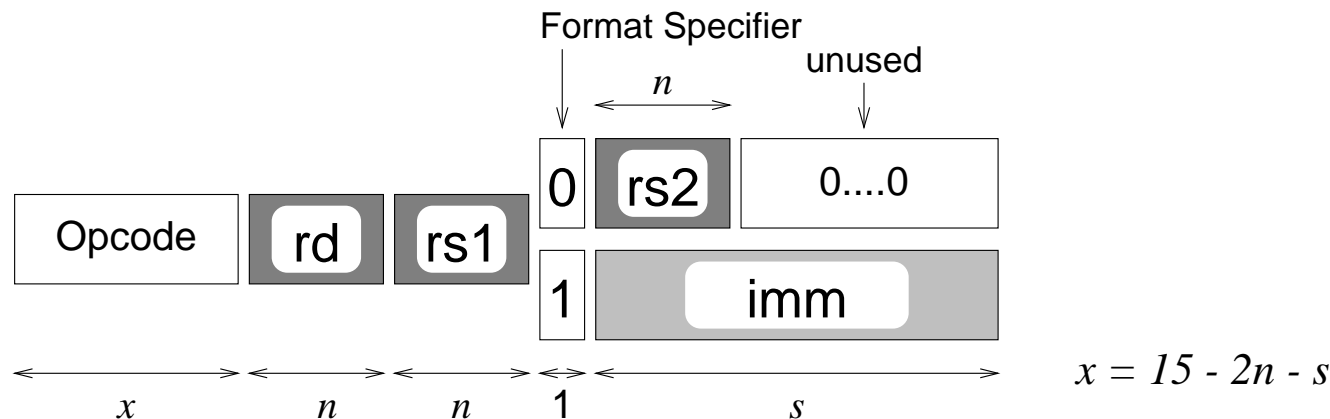 Format Specifier
unused
n
0 rs2 0....0
Opcode rd rs1
1 imm
x = 15 - 2n - s
x n n 1 s